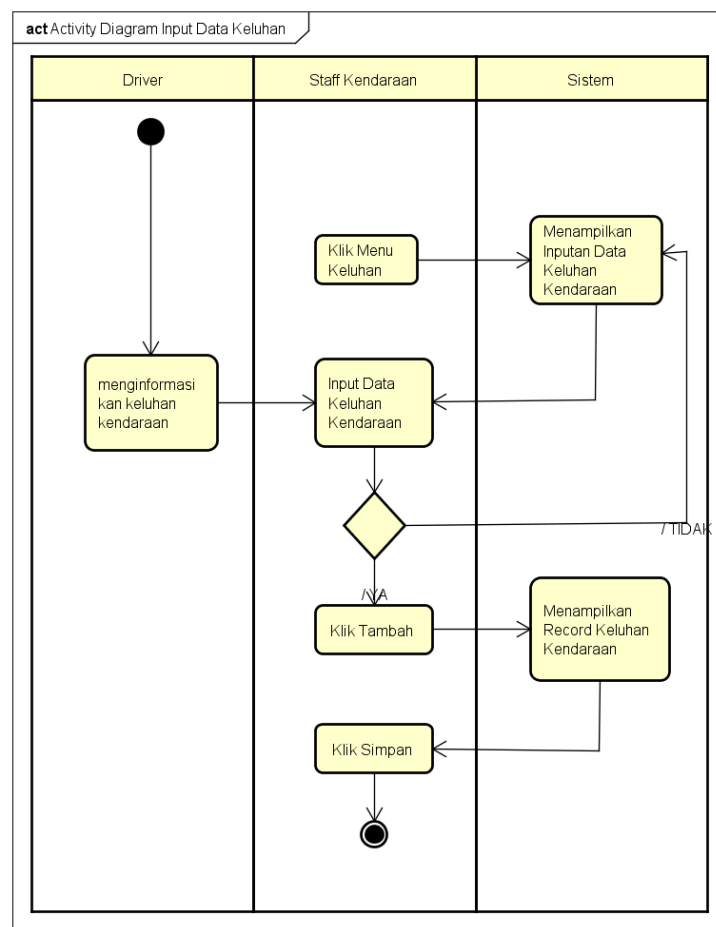 act Activity Diagram Input Data Keluhan
Driver
Staff Kendaraan
Sistem
Klik Menu
Keluhan
Menampilkan
Inputan Data
Keluhan
Kendaraan
menginformasi
kan keluhan
kendaraan
Input Data
Keluhan
Kendaraan
/ TIDAK
/ YA
Klik Tambah
Menampilkan
Record Keluhan
Kendaraan
Klik Simpan